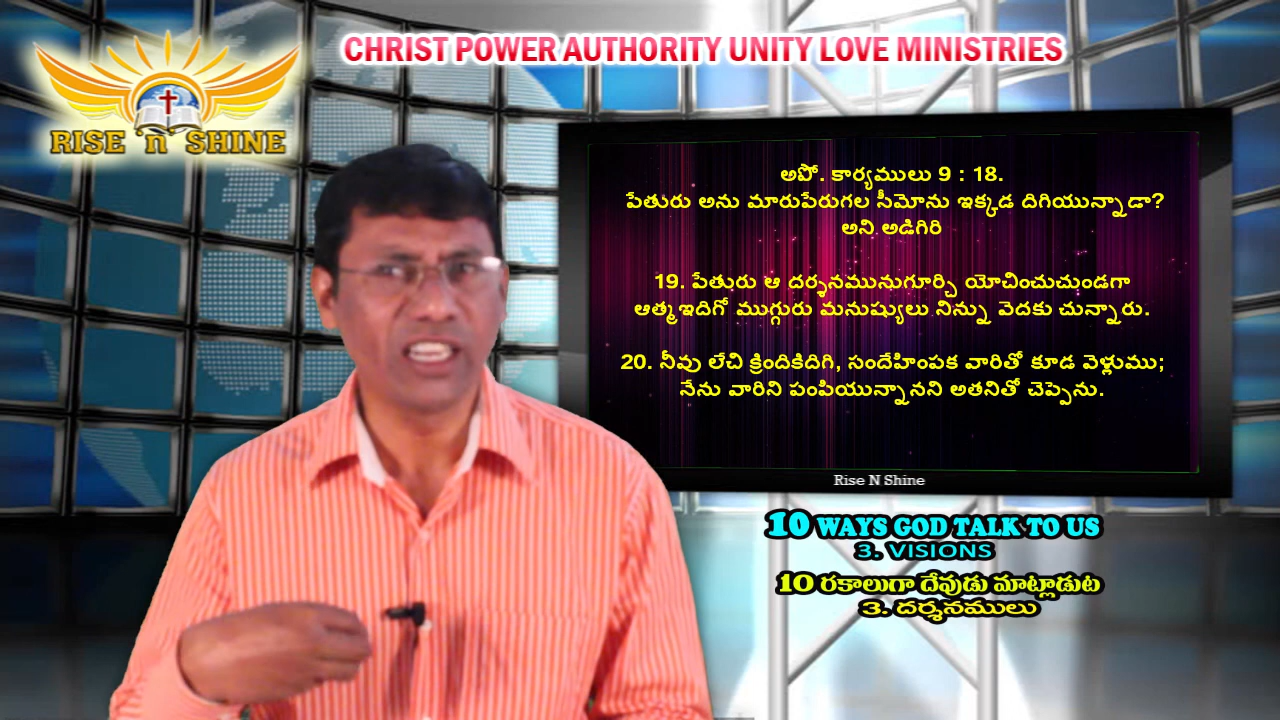 CHRIST POWER AUTHORITY UNITY LOVE MINISTRIES
RISE 'n' SHINE
అపో. కార్యములు 9 : 18.
పేతురు అను మారుపేరుగల సీమోను ఇక్కడ దిగియున్నాడా?
అని అడిగిరి
19. పేతురు ఆ దర్శనమునుగూర్చి యోచించుచుండగా
ఆత్మఇదిగో ముగ్గురు మనుష్యులు నిన్ను వెదకు చున్నారు.
20. నీవు లేచి క్రిందికిదిగి, సందేహింపక వారితో కూడ వెళ్లుము;
నేను వారిని పంపియున్నానని అతనితో చెప్పెను.
Rise N Shine
10 WAYS GOD TALK TO US
3. VISIONS
10 రకాలుగా దేవుడు మాట్లాడుట
3. దర్శనములు